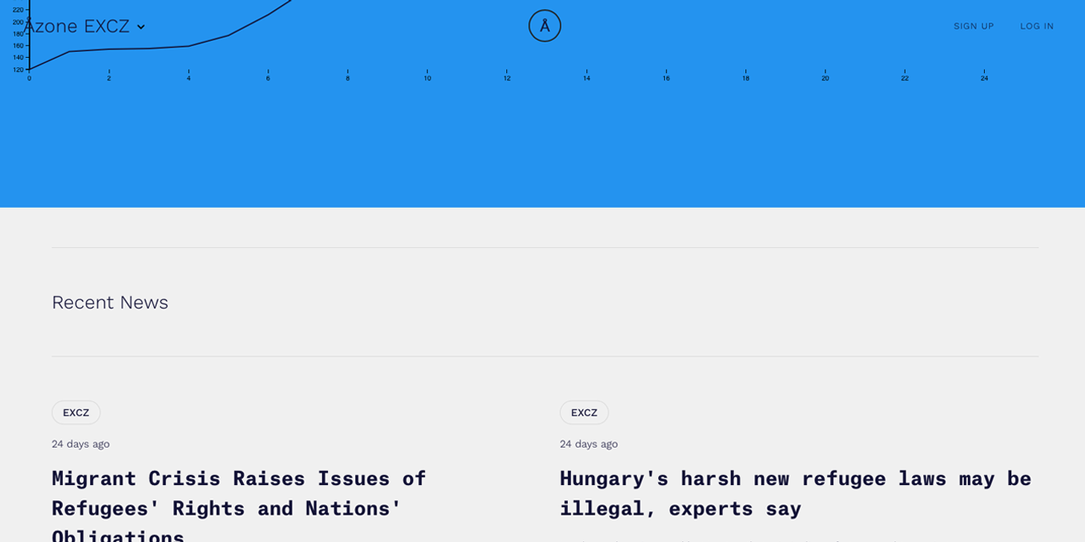 220
200
180
160
140
120
Azone EXCZ
Å
SIGN UP
LOG IN
0 2 4 6 8 10 12 14 16 18 20 22 24
Recent News
EXCZ
24 days ago
Migrant Crisis Raises Issues of
Refugees' Rights and Nations'
Obligations
EXCZ
24 days ago
Hungary's harsh new refugee laws may be
illegal, experts say